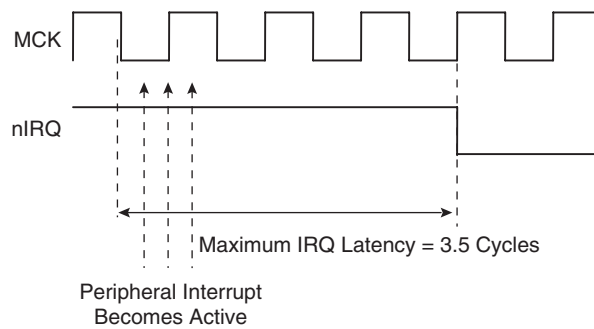 MCK
nIRQ
Maximum IRQ Latency = 3.5 Cycles
Peripheral Interrupt
Becomes Active